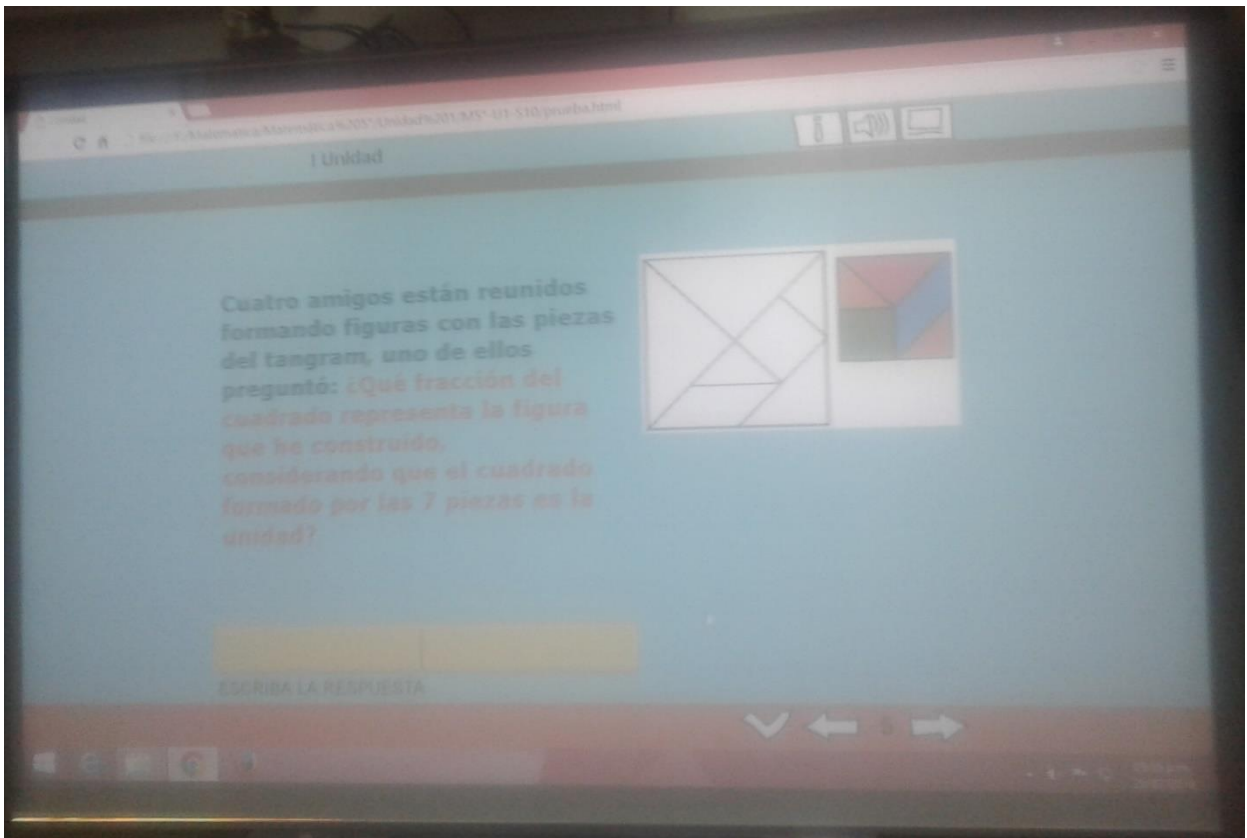 I Unidad
Cuatro amigos están reunidos
formando figuras con las piezas
del tangram, uno de ellos
preguntó: ¿Qué fracción del
cuadrado representa la figura
que he construido,
considerando que el cuadrado
formado por las 7 piezas es la
unidad?
ESCRIBA LA RESPUESTA